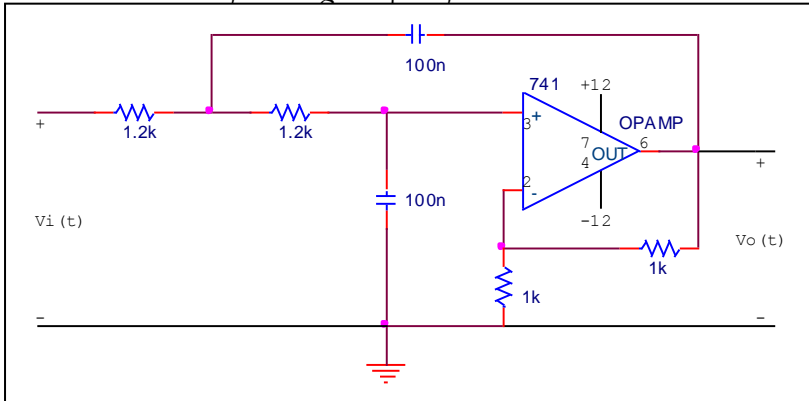 100n
741
+12
OPAMP
+
1.2k
1.2k
3
+
7
6
OUT
4
+
2
-
100n
-12
Vi(t)
Vo(t)
1k
1k
-
-